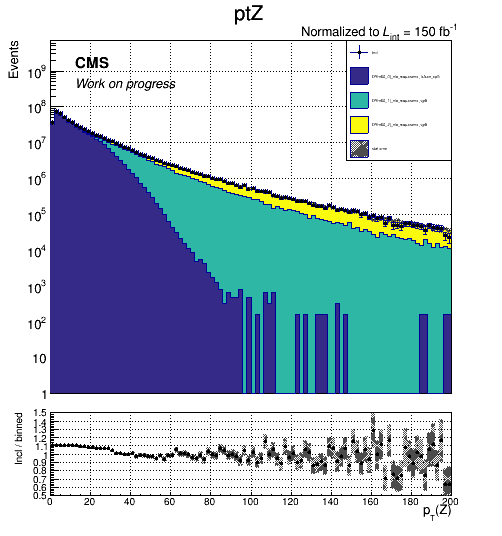 ptZ
Normalized to L_int = 150 fb^-1
Events
CMS
Work on progress
incl
stat error
10^9
10^8
10^7
10^6
10^5
10^4
10^3
10^2
10
1
Incl / binned
1.5
1.4
1.3
1.2
1.1
1
0.9
0.8
0.7
0.6
0.5
0 20 40 60 80 100 120 140 160 180 200
p_T(Z)